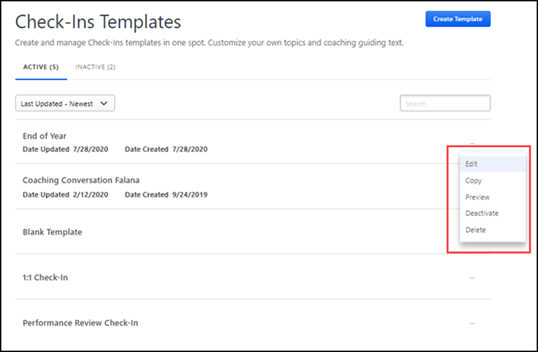 Check-Ins Templates
Create Template
Create and manage Check-Ins templates in one spot. Customize your own topics and coaching guiding text.
ACTIVE (5) INACTIVE (2)
Last Updated - Newest
Search
End of Year
Date Updated 7/28/2020 Date Created 7/28/2020
Edit
Coaching Conversation Falana
Copy
Date Updated 2/12/2020 Date Created 9/24/2019
Preview
Deactivate
Blank Template
Delete
1:1 Check-In
Performance Review Check-In